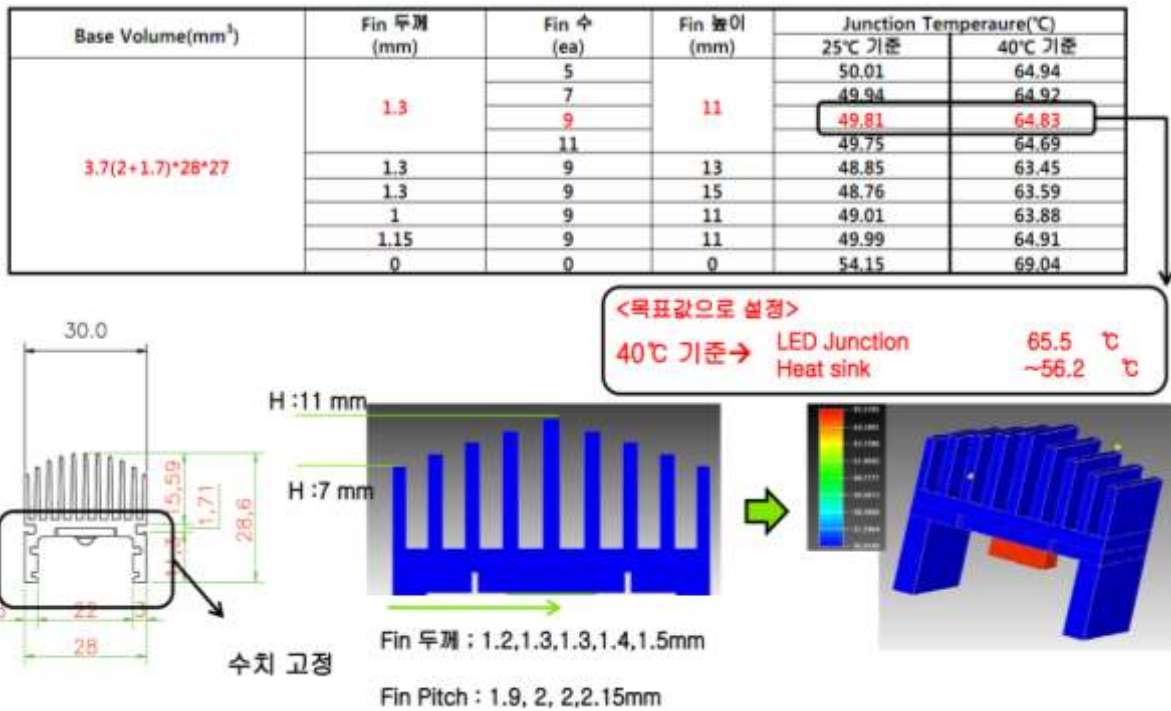 Base Volume(mm³) Fin 두께 (mm) Fin 수 (ea) Fin 높이 (mm) Junction Temperaure(℃)
25℃ 기준 40℃ 기준
3.7(2+1.7)*28*27
1.3 5 11 50.01 64.94
7 49.94 64.92
9 49.81 64.83
11 49.75 64.69
1.3 9 13 48.85 63.45
1.3 9 15 48.76 63.59
1 9 11 49.01 63.88
1.15 9 11 49.99 64.91
0 0 0 54.15 69.04
<목표값으로 설정>
40℃ 기준→ LED Junction 65.5 ℃
Heat sink ~56.2 ℃
30.0
15,59
1,71
28,6
22
28
수치 고정
H :11 mm
H :7 mm
Fin 두께 : 1.2,1.3,1.3,1.4,1.5mm
Fin Pitch : 1.9, 2, 2,2.15mm